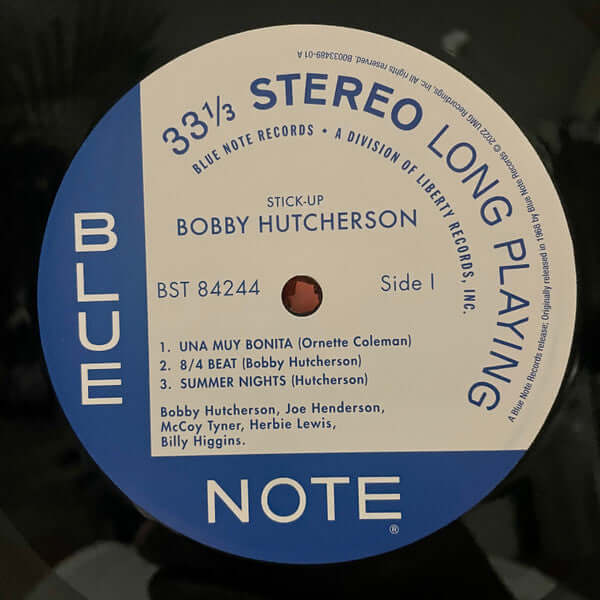 33⅓ STEREO LONG PLAYING
BLUE NOTE RECORDS • A DIVISION OF LIBERTY RECORDS, INC.
STICK-UP
BOBBY HUTCHERSON
BST 84244
Side I
1. UNA MUY BONITA (Ornette Coleman)
2. 8/4 BEAT (Bobby Hutcherson)
3. SUMMER NIGHTS (Hutcherson)
Bobby Hutcherson, Joe Henderson,
McCoy Tyner, Herbie Lewis,
Billy Higgins.
BLUE
NOTE®
A Blue Note Records release; Originally released in 1968 by Blue Note Records © 2022 UMG Recordings, Inc. All rights reserved. B0033489-01 A